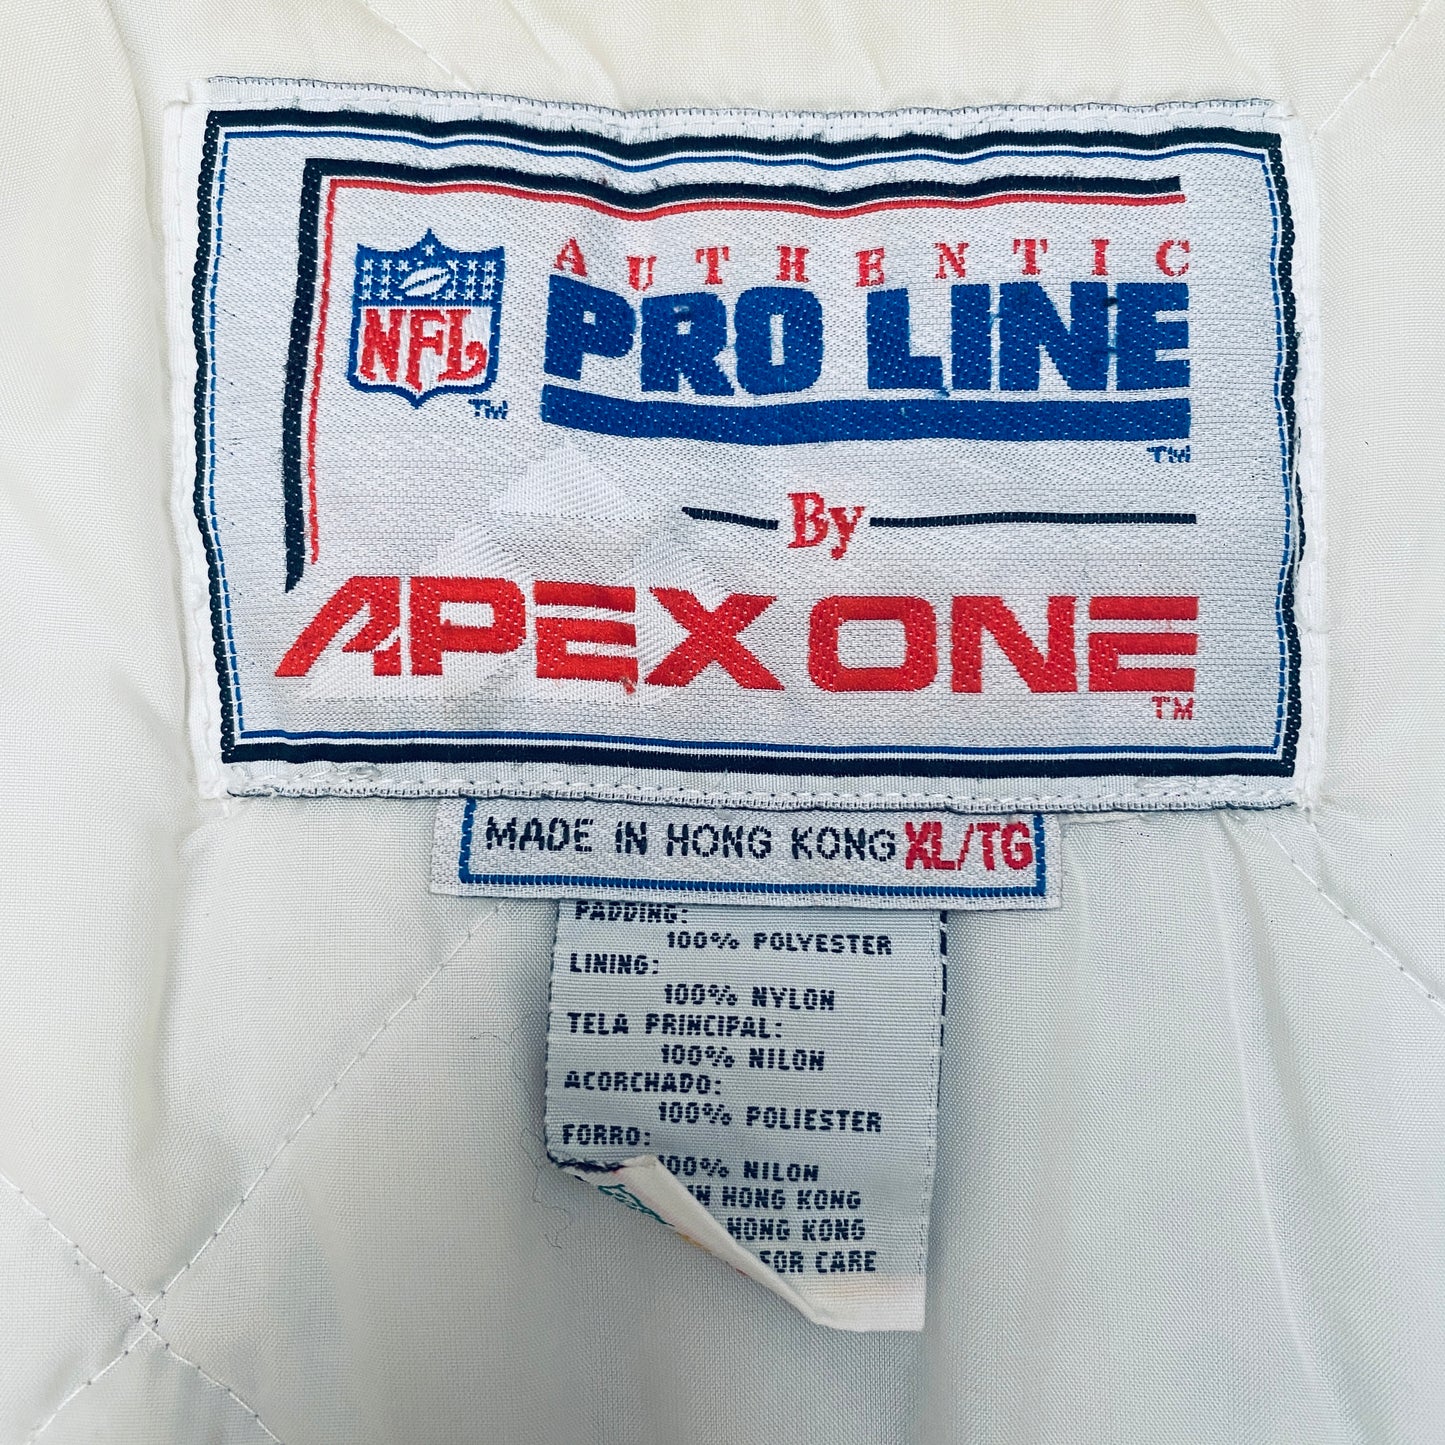 AUTHENTIC
NFL
TM
PRO LINE
TM
By
APEX ONE
TM
MADE IN HONG KONG XL/TG
PADDING:
100% POLYESTER
LINING:
100% NYLON
TELA PRINCIPAL:
100% NILON
ACORCHADO:
100% POLIESTER
FORRO:
100% NILON
IN HONG KONG
HONG KONG
FOR CARE